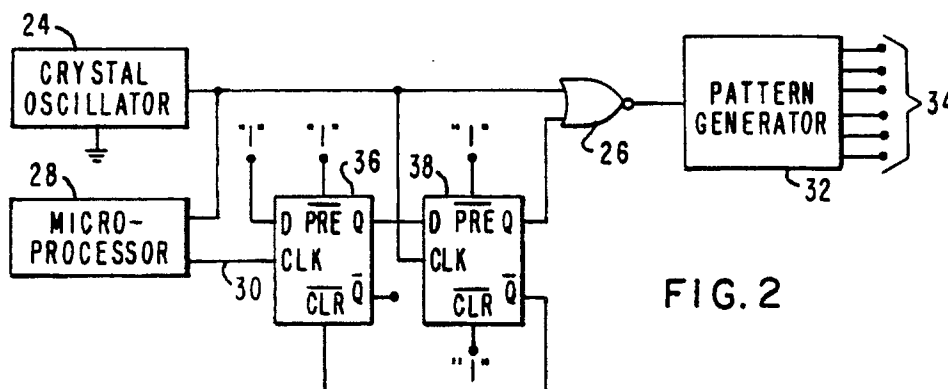 24
CRYSTAL
OSCILLATOR
28
MICRO-
PROCESSOR
30
"1"
"1"
36
D PRE Q
CLK
CLR Q
"1"
38
D PRE Q
CLK
CLR Q
"1"
26
PATTERN
GENERATOR
32
34
FIG. 2